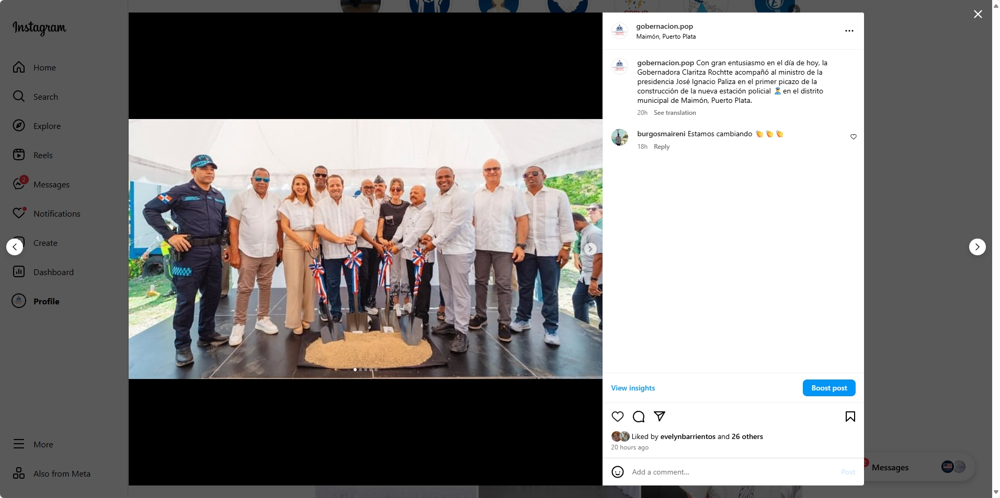 Instagram
Home
Search
Explore
Reels
2
Messages
Notifications
Create
Dashboard
Profile
More
Also from Meta
gobernacion.pop
Maimón, Puerto Plata
gobernacion.pop Con gran entusiasmo en el día de hoy, la
Gobernadora Claritza Rochtte acompañó al ministro de la
presidencia José Ignacio Paliza en el primer picazo de la
construcción de la nueva estación policial 👮 en el distrito
municipal de Maimón, Puerto Plata.
20h See translation
burgosmaireni Estamos cambiando 👏 👏 👏
18h Reply
View insights
Boost post
Liked by evelynbarrientos and 26 others
20 hours ago
Add a comment...
Post
Messages